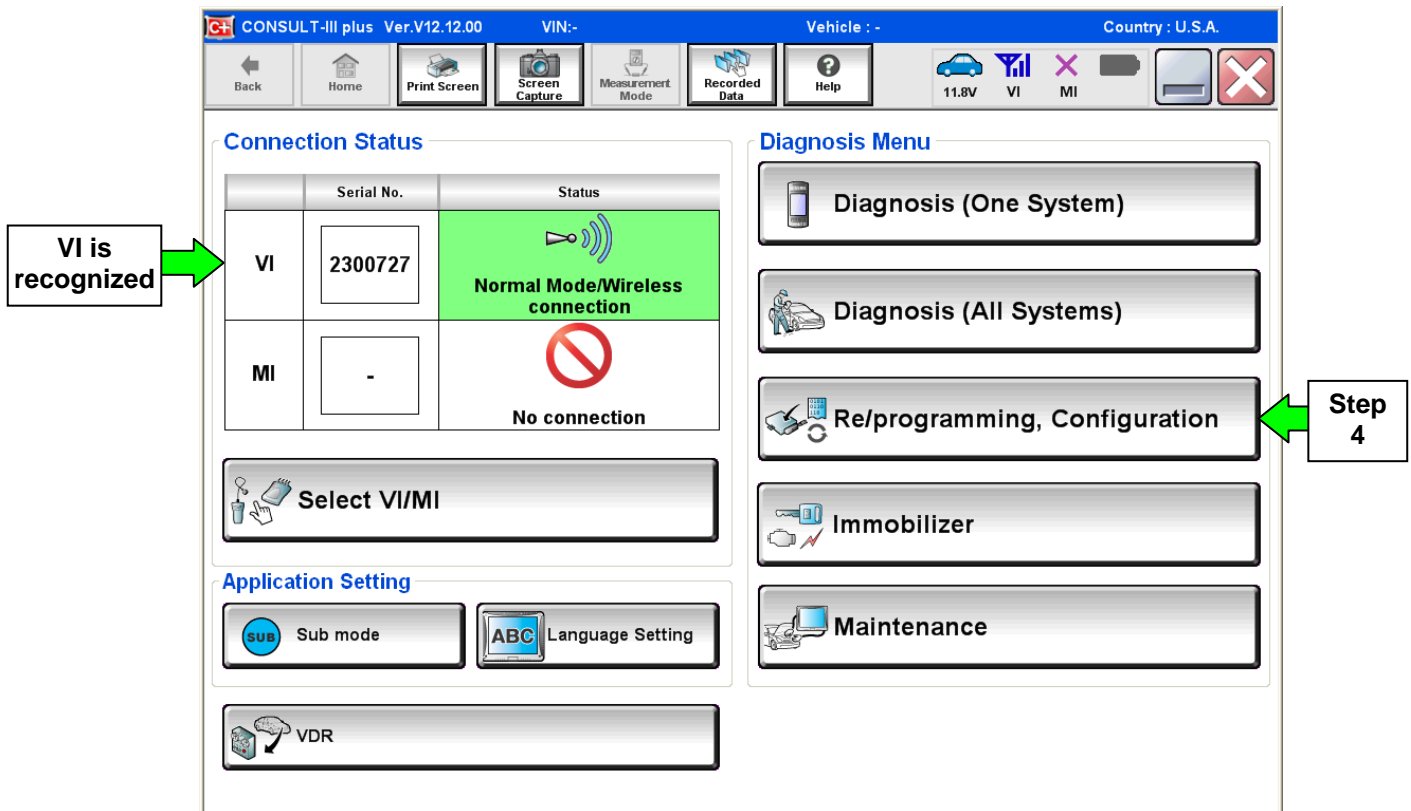 CONSULT-III plus Ver.V12.12.00 VIN:- Vehicle : - Country : U.S.A.
Back
Home
Print Screen
Screen
Capture
Measurement
Mode
Recorded
Data
Help
11.8V
VI
MI
Connection Status
Serial No. Status
VI is
recognized
VI
2300727
Normal Mode/Wireless
connection
MI
-
No connection
Select VI/MI
Application Setting
SUB
Sub mode
ABC
Language Setting
VDR
Diagnosis Menu
Diagnosis (One System)
Diagnosis (All Systems)
Re/programming, Configuration
Step
4
Immobilizer
Maintenance